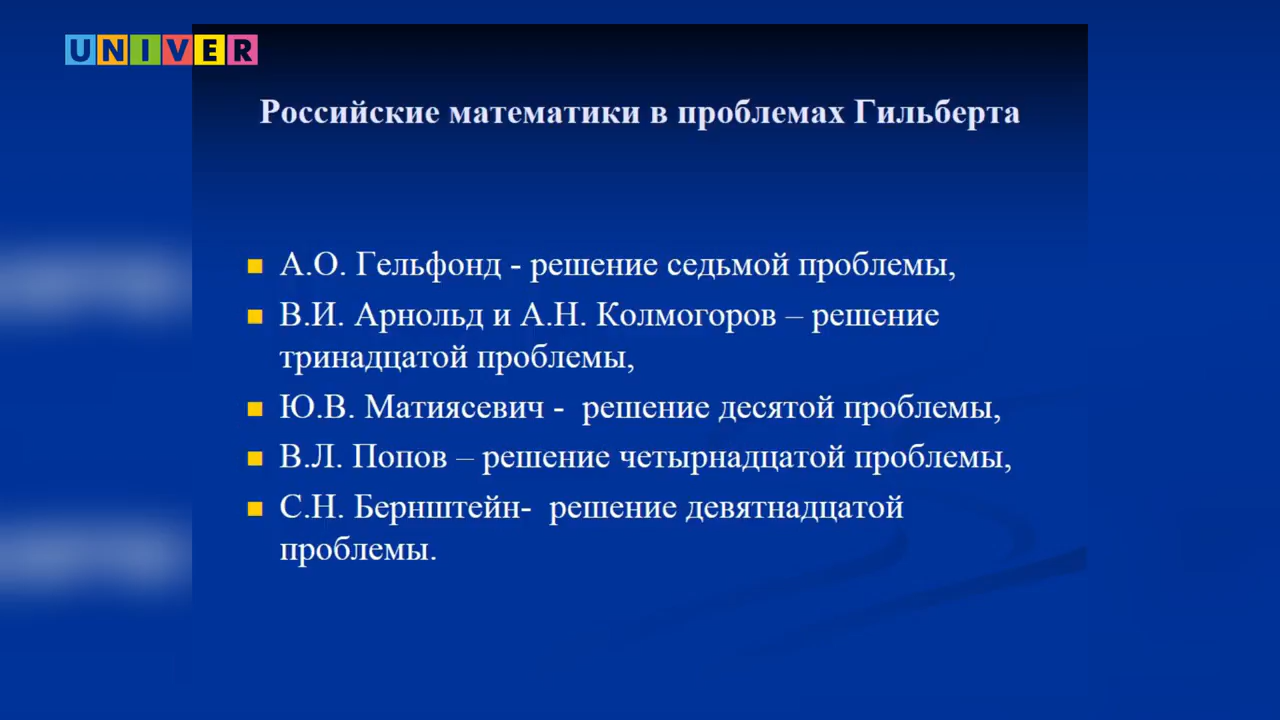 UNIVER
Российские математики в проблемах Гильберта
А.О. Гельфонд - решение седьмой проблемы,
В.И. Арнольд и А.Н. Колмогоров – решение
тринадцатой проблемы,
Ю.В. Матиясевич -  решение десятой проблемы,
В.Л. Попов – решение четырнадцатой проблемы,
С.Н. Бернштейн-  решение девятнадцатой
проблемы.